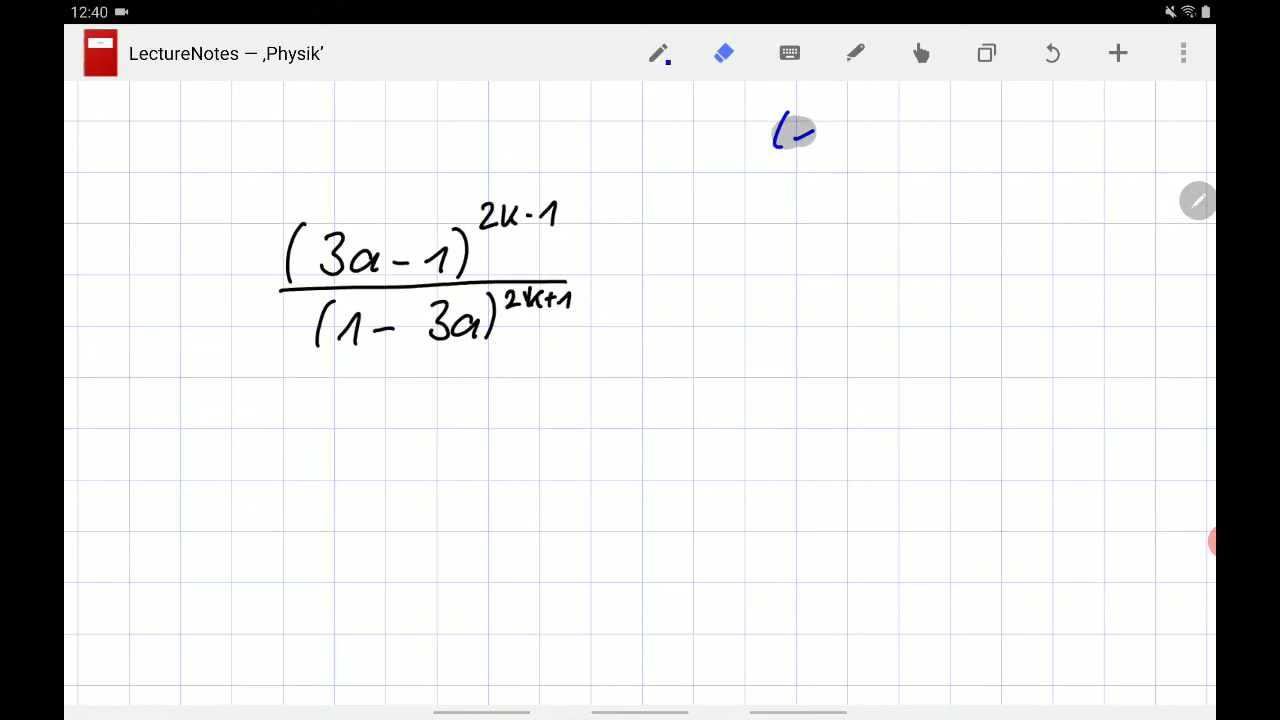 12:40
LectureNotes — ‚Physik‘
(-
(3a-1)^{2k-1}
(1-3a)^{2k+1}